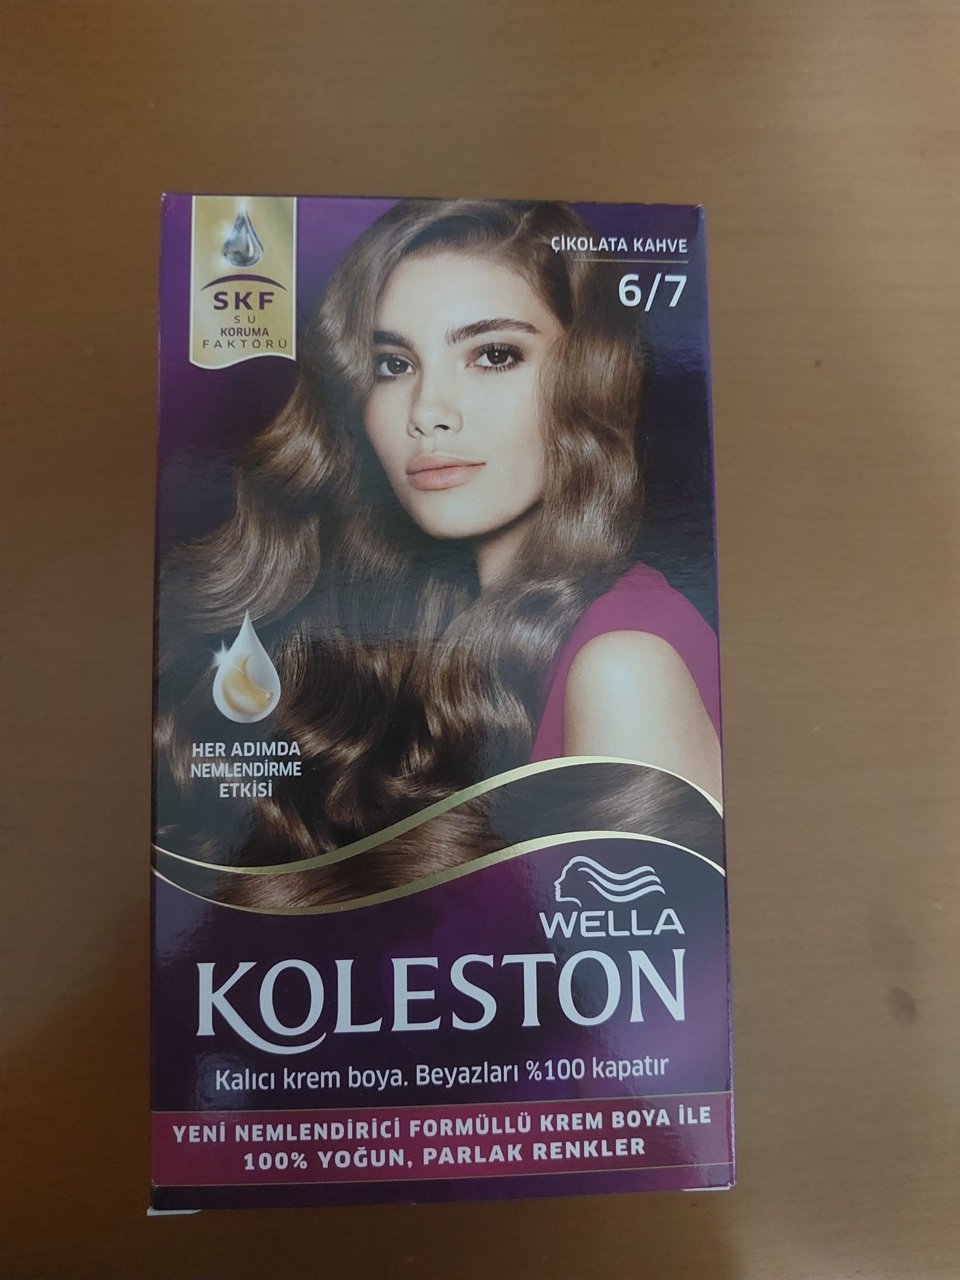 SKF
SU
KORUMA
FAKTÖRÜ
ÇİKOLATA KAHVE
6/7
HER ADIMDA
NEMLENDİRME
ETKİSİ
WELLA
KOLESTON
Kalıcı krem boya. Beyazları %100 kapatır
YENİ NEMLENDİRİCİ FORMÜLLÜ KREM BOYA İLE
100% YOĞUN, PARLAK RENKLER